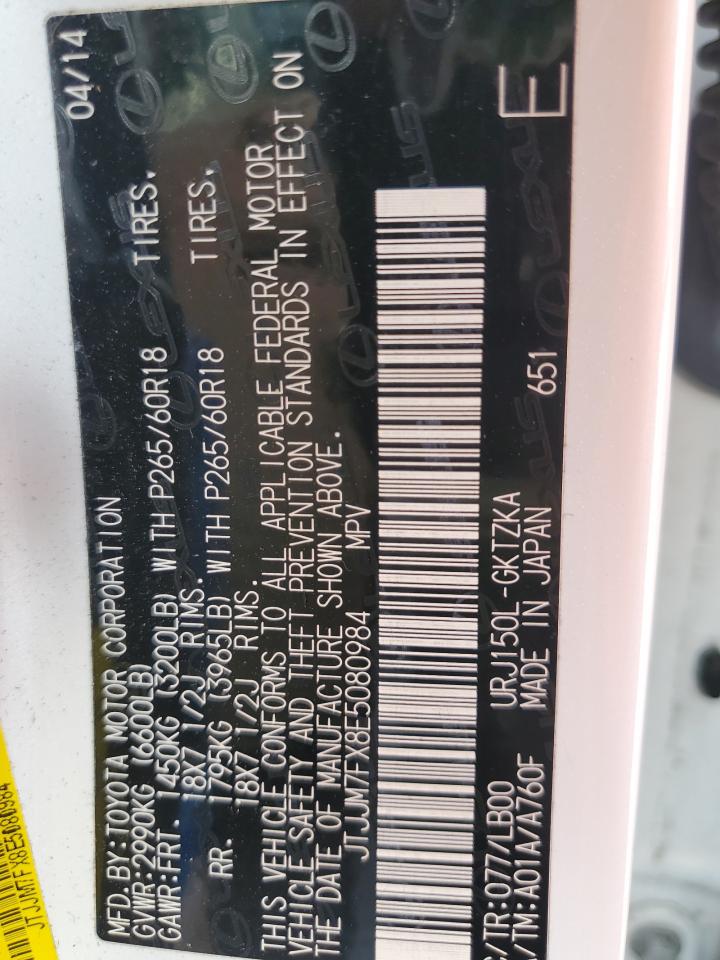 MFD BY:TOYOTA MOTOR CORPORATION 04/14
GVWR:2990KG (6600LB)
GAWR:FRT. 1450KG (3200LB) WITH P265/60R18 TIRES.
18X7 1/2J RIMS.
RR. 1795KG (3965LB) WITH P265/60R18 TIRES.
18X7 1/2J RIMS.
THIS VEHICLE CONFORMS TO ALL APPLICABLE FEDERAL MOTOR
VEHICLE SAFETY AND THEFT PREVENTION STANDARDS IN EFFECT ON
THE DATE OF MANUFACTURE SHOWN ABOVE.
JTJJM7FX8E5080984 MPV
C/TR:077/LB00 URJ150L-GKTZKA
A/TM:A01A/A760F MADE IN JAPAN 651
E
JTJJM7FX8E5080984